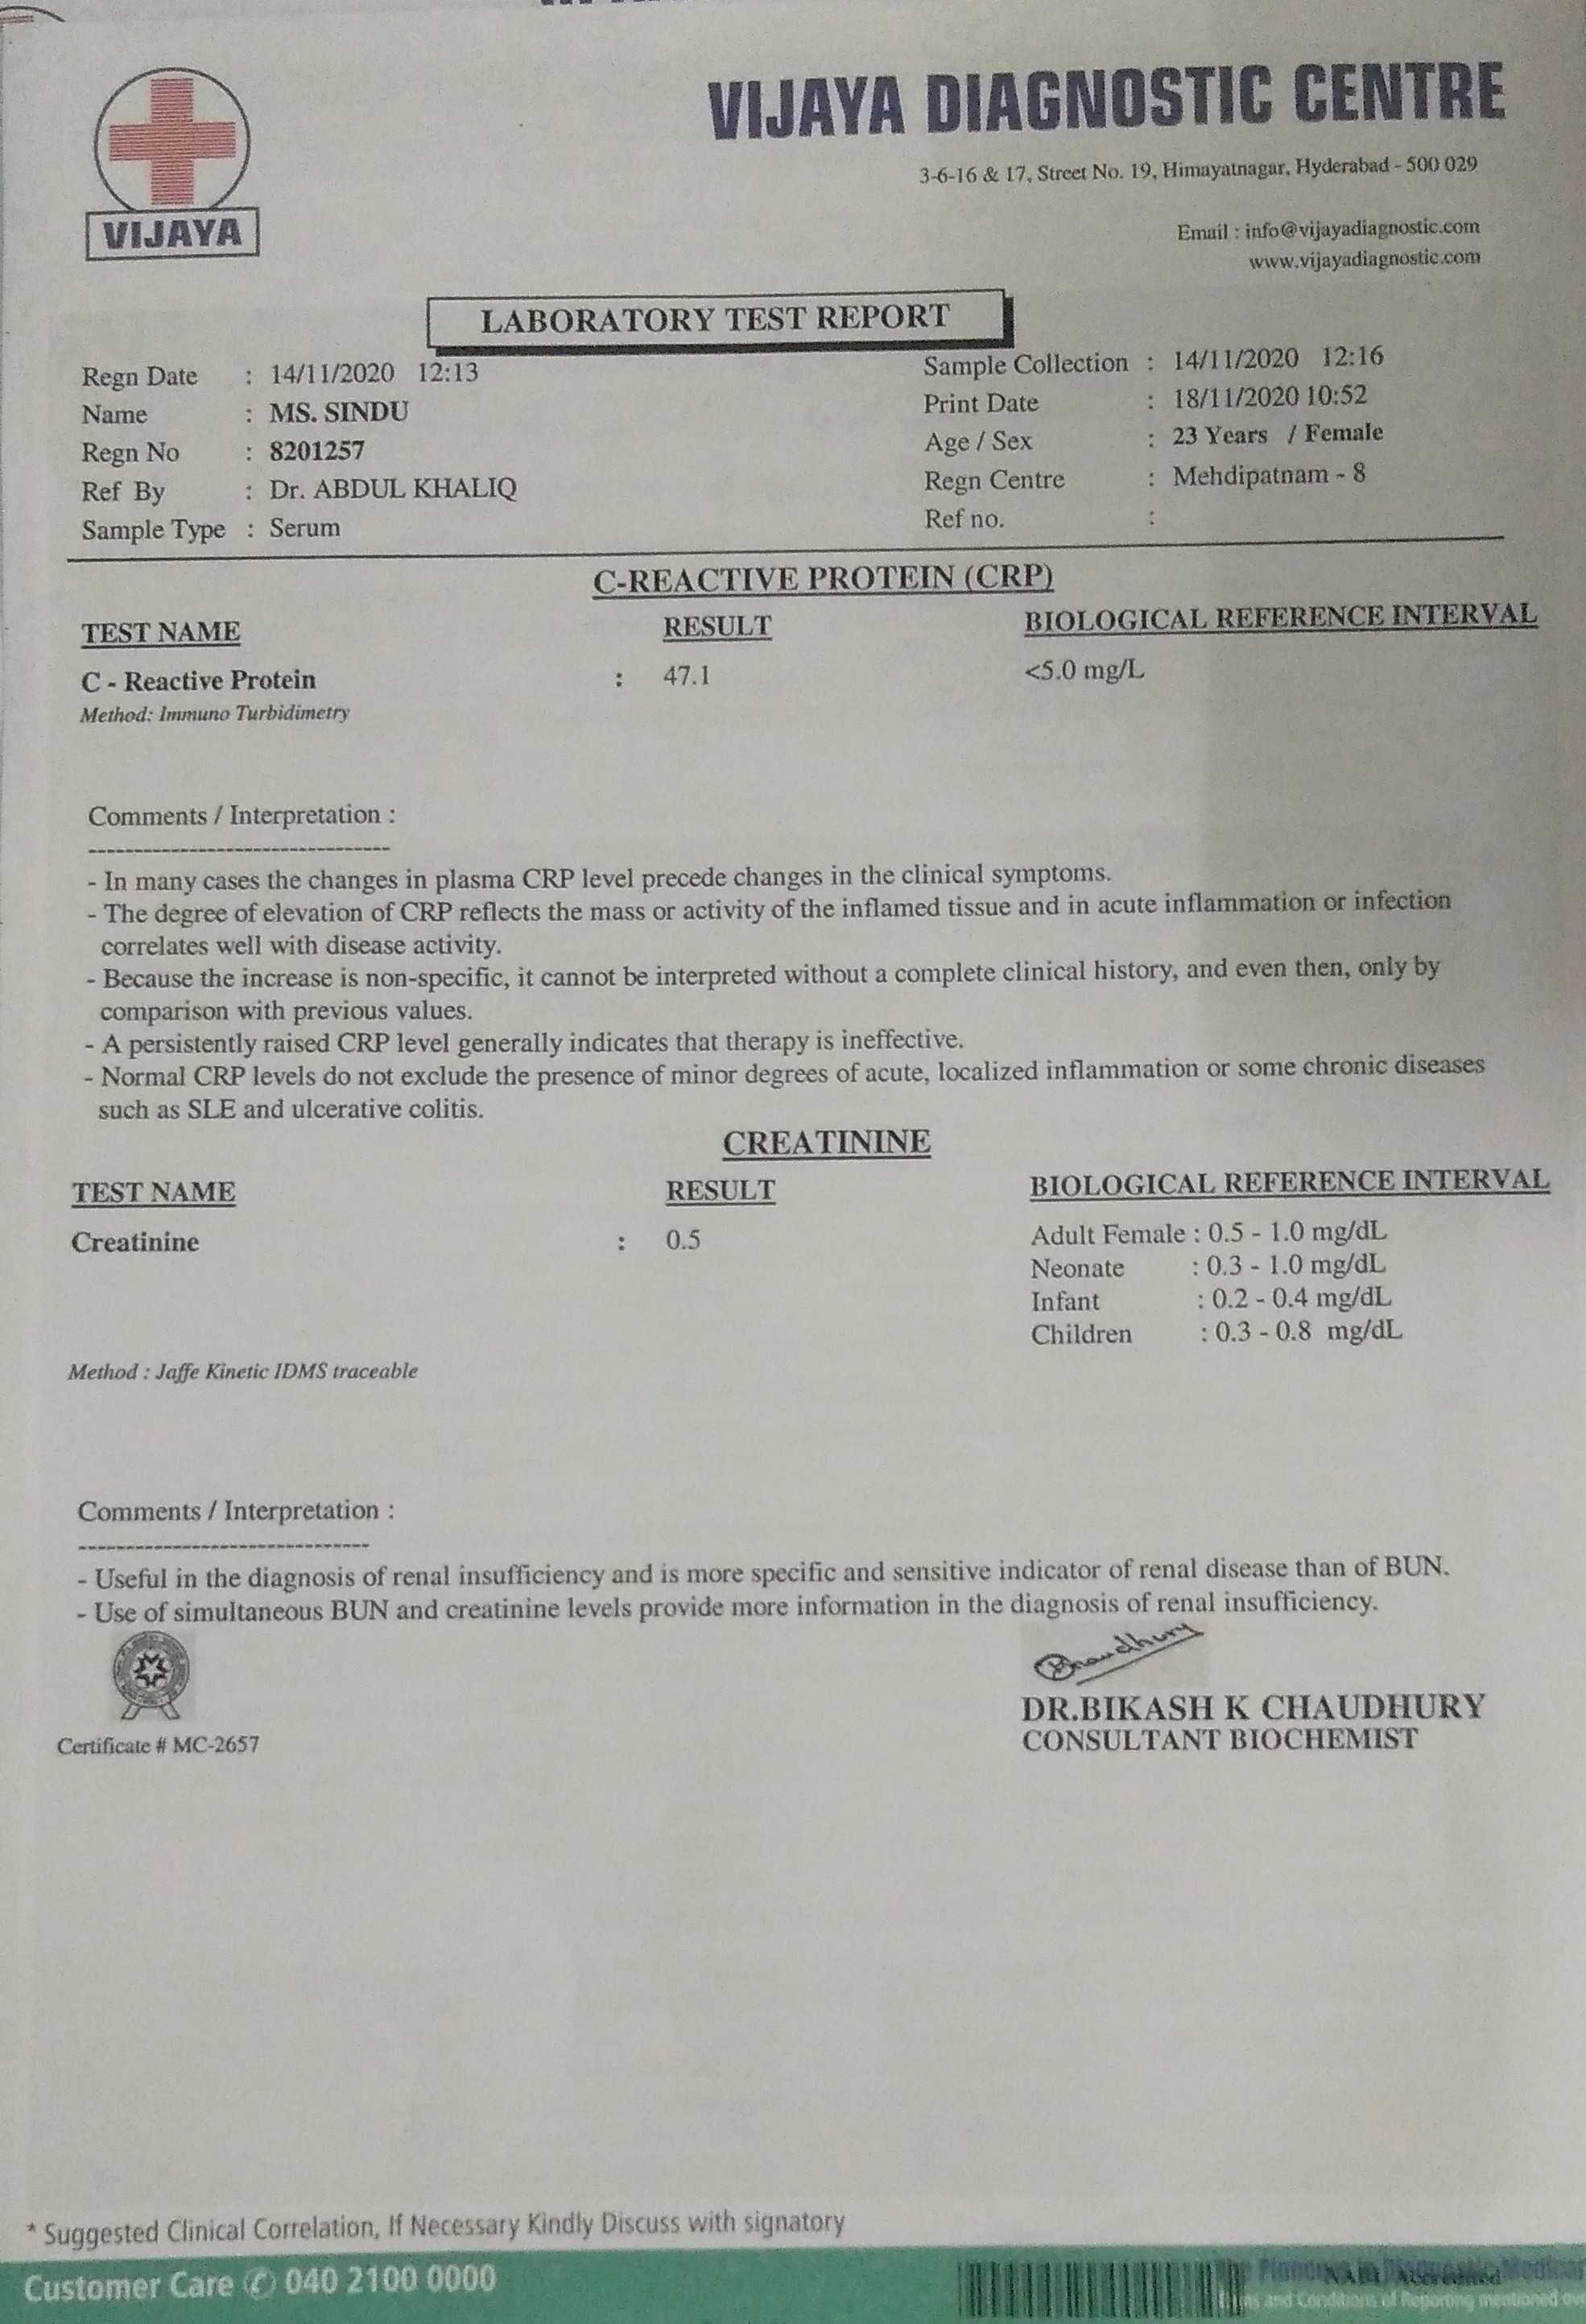 VIJAYA DIAGNOSTIC CENTRE
3-6-16 & 17, Street No. 19, Himayatnagar, Hyderabad - 500 029
VIJAYA
Email : info@vijayadiagnostic.com
www.vijayadiagnostic.com
LABORATORY TEST REPORT
Regn Date : 14/11/2020 12:13 Sample Collection : 14/11/2020 12:16
Name : MS. SINDU Print Date : 18/11/2020 10:52
Regn No : 8201257 Age / Sex : 23 Years / Female
Ref By : Dr. ABDUL KHALIQ Regn Centre : Mehdipatnam - 8
Sample Type : Serum Ref no. :
C-REACTIVE PROTEIN (CRP)
TEST NAME RESULT BIOLOGICAL REFERENCE INTERVAL
C - Reactive Protein : 47.1 <5.0 mg/L
Method: Immuno Turbidimetry
Comments / Interpretation :
--------------------------------
- In many cases the changes in plasma CRP level precede changes in the clinical symptoms.
- The degree of elevation of CRP reflects the mass or activity of the inflamed tissue and in acute inflammation or infection
correlates well with disease activity.
- Because the increase is non-specific, it cannot be interpreted without a complete clinical history, and even then, only by
comparison with previous values.
- A persistently raised CRP level generally indicates that therapy is ineffective.
- Normal CRP levels do not exclude the presence of minor degrees of acute, localized inflammation or some chronic diseases
such as SLE and ulcerative colitis.
CREATININE
TEST NAME RESULT BIOLOGICAL REFERENCE INTERVAL
Creatinine : 0.5 Adult Female : 0.5 - 1.0 mg/dL
Neonate : 0.3 - 1.0 mg/dL
Infant : 0.2 - 0.4 mg/dL
Children : 0.3 - 0.8 mg/dL
Method : Jaffe Kinetic IDMS traceable
Comments / Interpretation :
-------------------------------
- Useful in the diagnosis of renal insufficiency and is more specific and sensitive indicator of renal disease than of BUN.
- Use of simultaneous BUN and creatinine levels provide more information in the diagnosis of renal insufficiency.
Chaudhury
DR.BIKASH K CHAUDHURY
Certificate # MC-2657 CONSULTANT BIOCHEMIST
* Suggested Clinical Correlation, If Necessary Kindly Discuss with signatory
Customer Care 040 2100 0000
NABL Accredited
and Conditions of Reporting mentioned